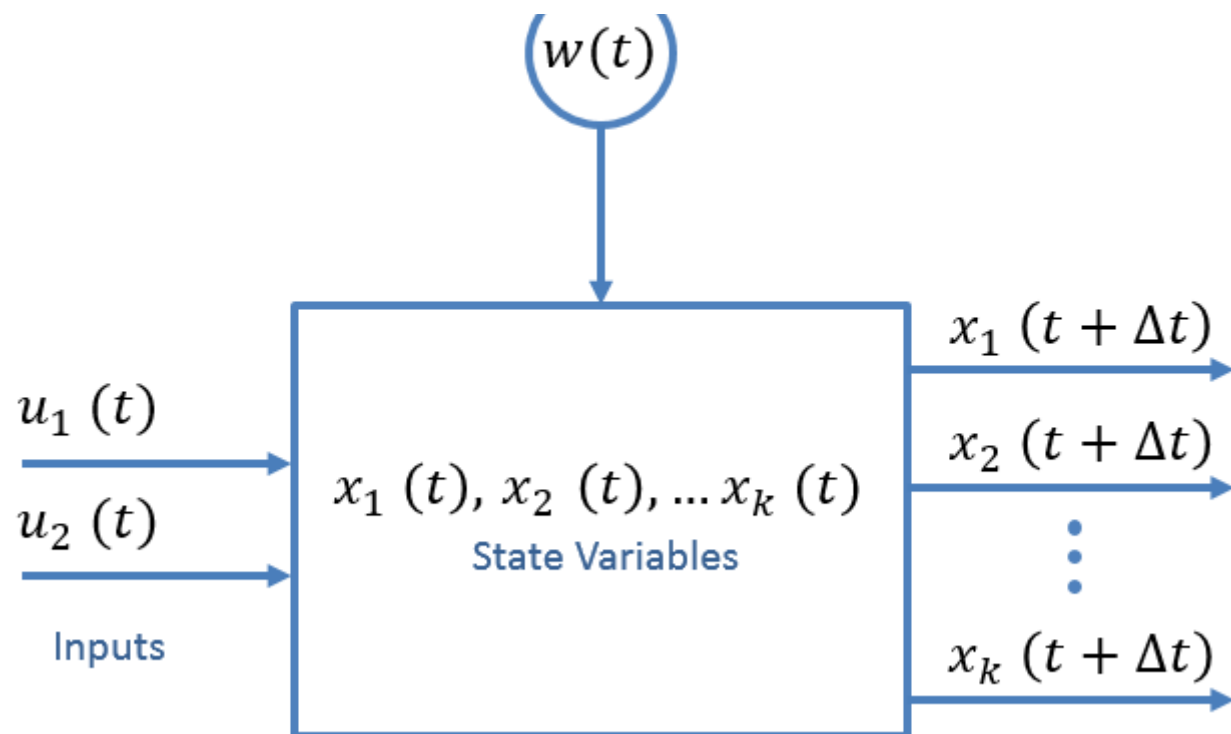 w(t)
x₁ (t + Δt)
u₁ (t)
x₂ (t + Δt)
x₁ (t), x₂ (t), … xₖ (t)
u₂ (t)
State Variables
Inputs
xₖ (t + Δt)